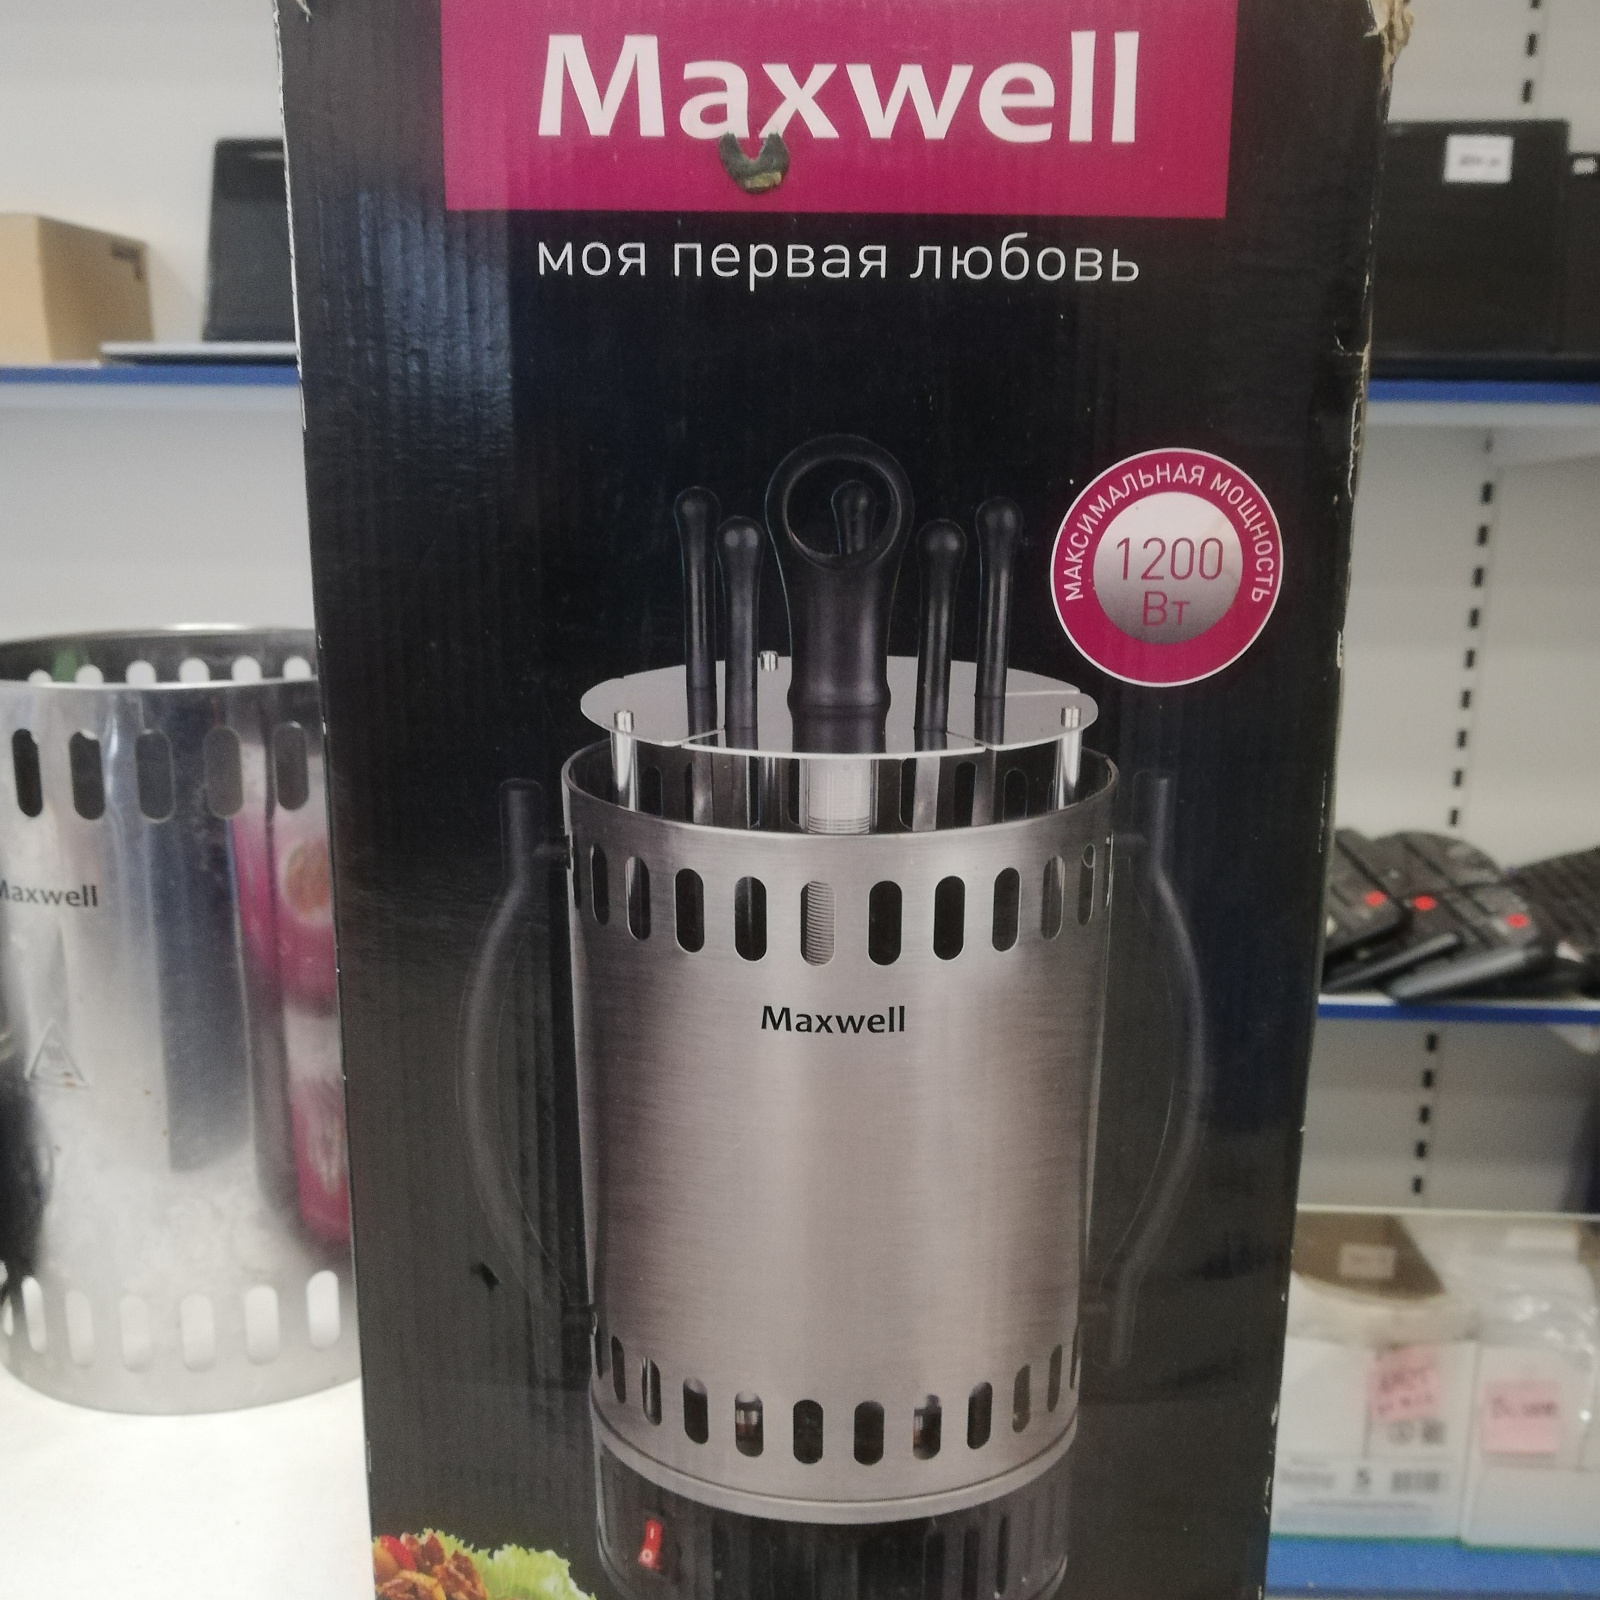 Maxwell
моя первая любовь
МАКСИМАЛЬНАЯ МОЩНОСТЬ
1200
Вт
Maxwell
Maxwell